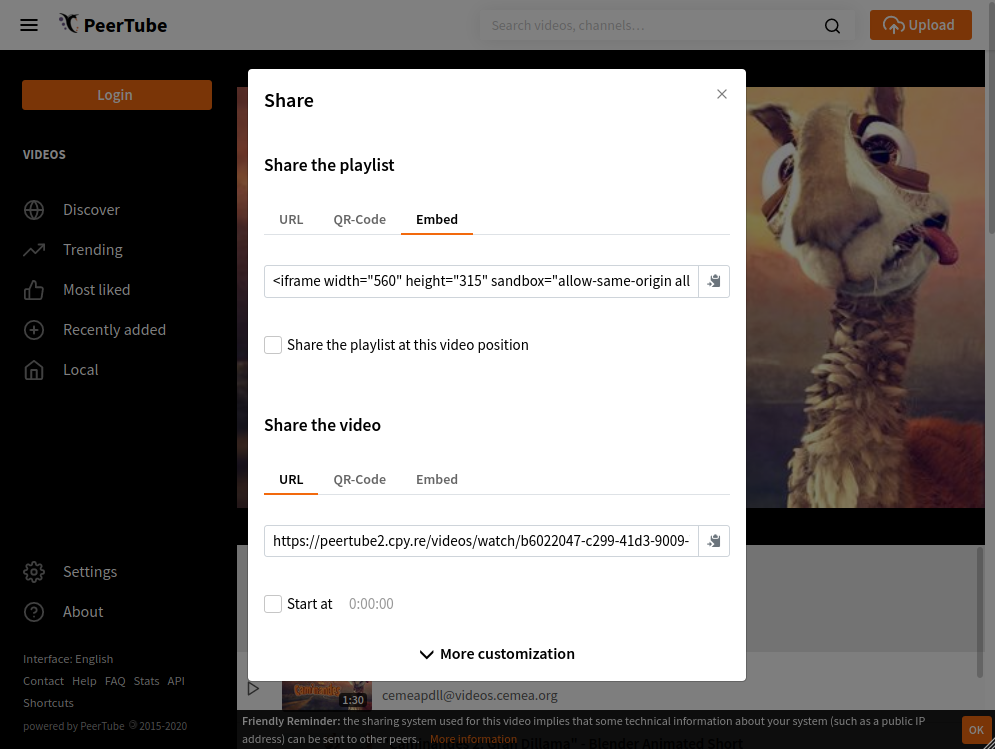 PeerTube
Search videos, channels…
Upload
Login
VIDEOS
Discover
Trending
Most liked
Recently added
Local
Settings
About
Interface: English
Contact Help FAQ Stats API
Shortcuts
powered by PeerTube © 2015-2020
Share
×
Share the playlist
URL QR-Code Embed
<iframe width="560" height="315" sandbox="allow-same-origin all
Share the playlist at this video position
Share the video
URL QR-Code Embed
https://peertube2.cpy.re/videos/watch/b6022047-c299-41d3-9009-
Start at 0:00:00
More customization
1:30
cemeapdll@videos.cemea.org
Friendly Reminder: the sharing system used for this video implies that some technical information about your system (such as a public IP
address) can be sent to other peers. More information
OK
Dillama" - Blender Animated Short